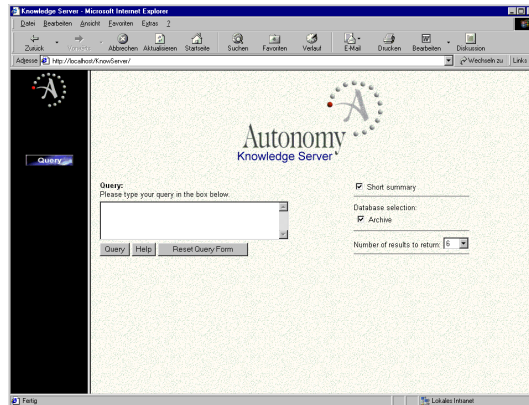 Knowledge Server - Microsoft Internet Explorer
Datei Bearbeiten Ansicht Favoriten Extras ?
Zurück Vorwärts Abbrechen Aktualisieren Startseite Suchen Favoriten Verlauf E-Mail Drucken Bearbeiten Diskussion
Adresse http://localhost/KnowServer/ Wechseln zu Links
A
A
Autonomy
Knowledge Server
Query
Query:
Please type your query in the box below.
Query Help Reset Query Form
Short summary
Database selection:
Archive
Number of results to return: 6
Fertig Lokales Intranet